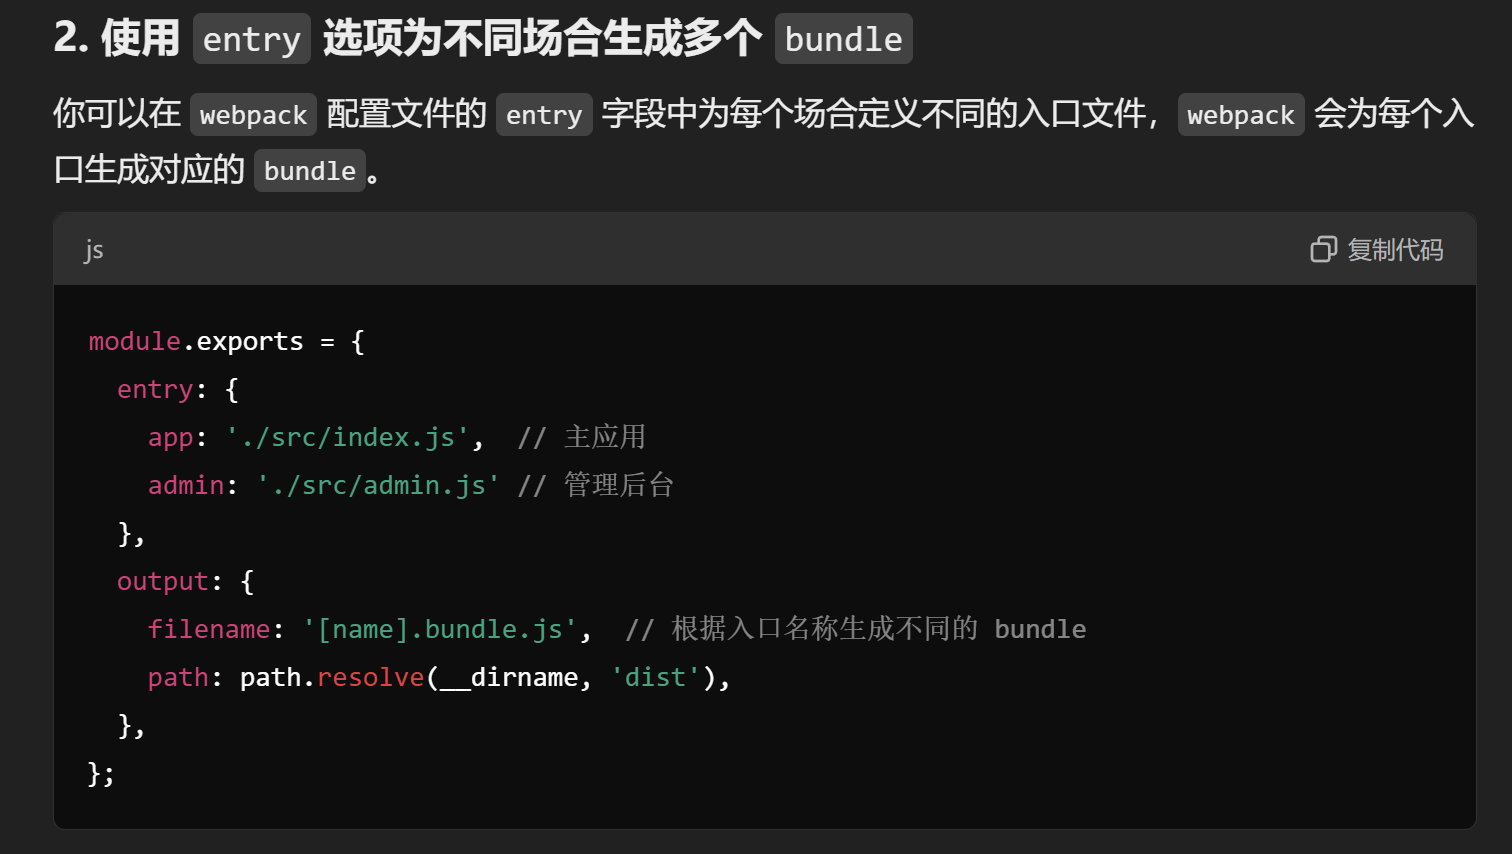 2. 使用 entry 选项为不同场合生成多个 bundle
你可以在 webpack 配置文件的 entry 字段中为每个场合定义不同的入口文件，webpack 会为每个入
口生成对应的 bundle。
js
复制代码
module.exports = {
  entry: {
    app: './src/index.js',  // 主应用
    admin: './src/admin.js' // 管理后台
  },
  output: {
    filename: '[name].bundle.js',  // 根据入口名称生成不同的 bundle
    path: path.resolve(__dirname, 'dist'),
  },
};